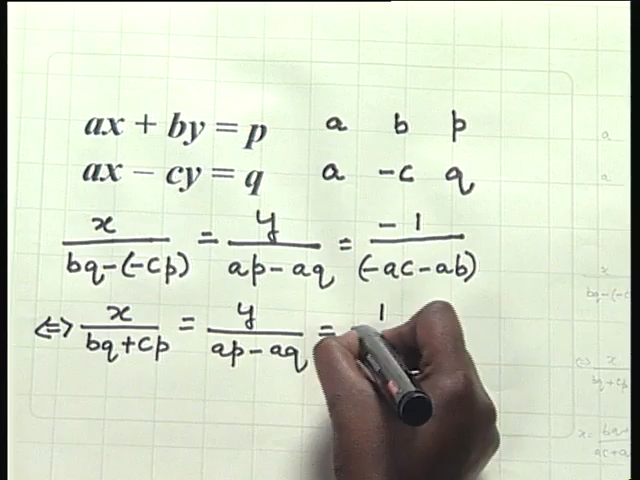 ax + by = p a b p
ax − cy = q a -c q
x/(bq-(-cp)) = y/(ap-aq) = -1/(-ac-ab)
⇔ x/(bq+cp) = y/(ap-aq) = 1